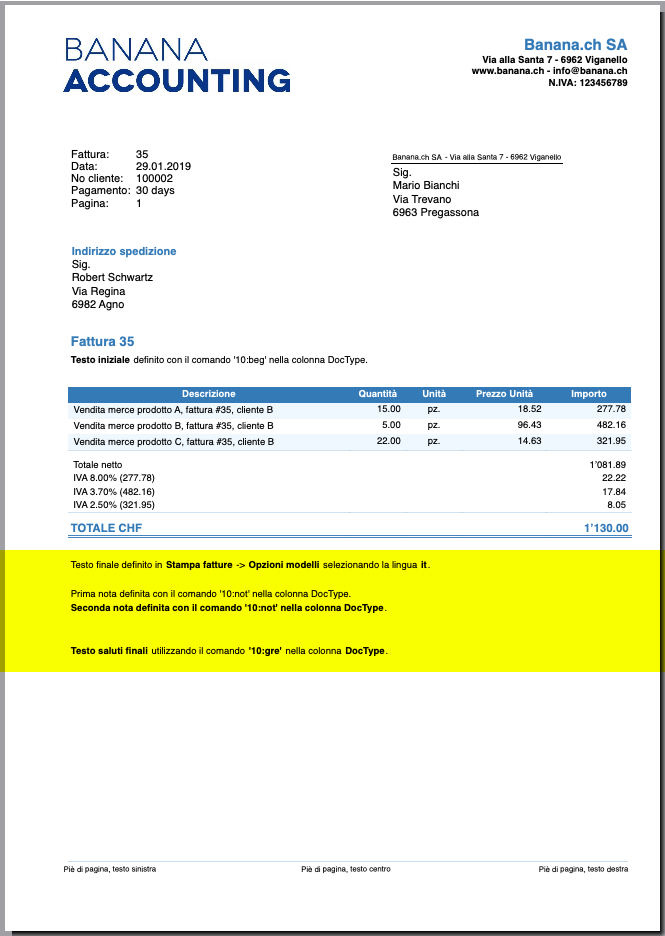 BANANA
ACCOUNTING
Banana.ch SA
Via alla Santa 7 - 6962 Viganello
www.banana.ch - info@banana.ch
N.IVA: 123456789
Fattura: 35
Data: 29.01.2019
No cliente: 100002
Pagamento: 30 days
Pagina: 1
Banana.ch SA - Via alla Santa 7 - 6962 Viganello
Sig.
Mario Bianchi
Via Trevano
6963 Pregassona
Indirizzo spedizione
Sig.
Robert Schwartz
Via Regina
6982 Agno
Fattura 35
Testo iniziale definito con il comando '10:beg' nella colonna DocType.
Descrizione Quantità Unità Prezzo Unità Importo
Vendita merce prodotto A, fattura #35, cliente B 15.00 pz. 18.52 277.78
Vendita merce prodotto B, fattura #35, cliente B 5.00 pz. 96.43 482.16
Vendita merce prodotto C, fattura #35, cliente B 22.00 pz. 14.63 321.95
Totale netto 1'081.89
IVA 8.00% (277.78) 22.22
IVA 3.70% (482.16) 17.84
IVA 2.50% (321.95) 8.05
TOTALE CHF 1'130.00
Testo finale definito in Stampa fatture -> Opzioni modelli selezionando la lingua it.
Prima nota definita con il comando '10:not' nella colonna DocType.
Seconda nota definita con il comando '10:not' nella colonna DocType.
Testo saluti finali utilizzando il comando '10:gre' nella colonna DocType.
Piè di pagina, testo sinistra Piè di pagina, testo centro Piè di pagina, testo destra